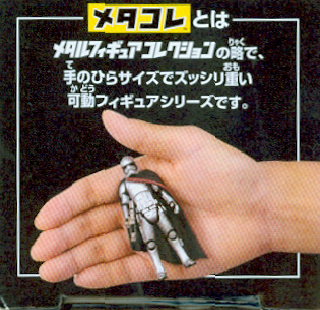 メタコレとは
メタルフィギュアコレクションの略で、
手のひらサイズでズッシリ重い
可動フィギュアシリーズです。